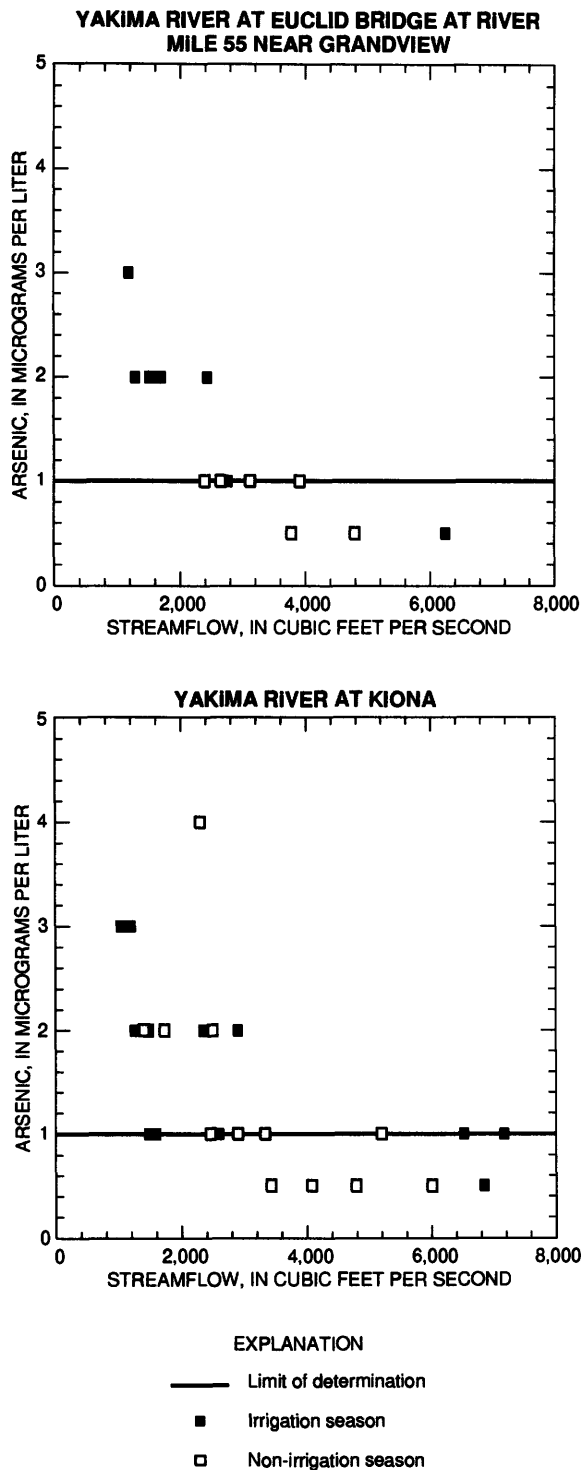 YAKIMA RIVER AT EUCLID BRIDGE AT RIVER
MILE 55 NEAR GRANDVIEW
5
4
3
2
1
0
ARSENIC, IN MICROGRAMS PER LITER
0 2,000 4,000 6,000 8,000
STREAMFLOW, IN CUBIC FEET PER SECOND
YAKIMA RIVER AT KIONA
5
4
3
2
1
0
ARSENIC, IN MICROGRAMS PER LITER
0 2,000 4,000 6,000 8,000
STREAMFLOW, IN CUBIC FEET PER SECOND
EXPLANATION
Limit of determination
Irrigation season
Non-irrigation season